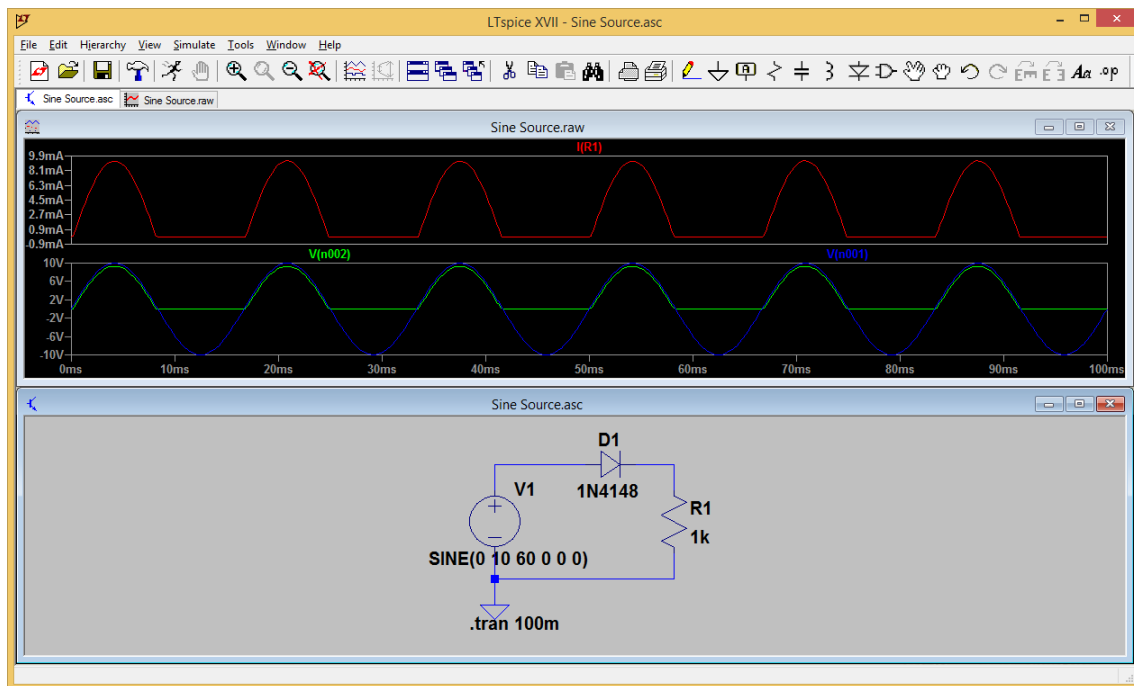 LTspice XVII - Sine Source.asc
File Edit Hierarchy View Simulate Tools Window Help
Aa .op
Sine Source.asc Sine Source.raw
Sine Source.raw
I(R1)
9.9mA
8.1mA
6.3mA
4.5mA
2.7mA
0.9mA
-0.9mA
V(n002) V(n001)
10V
6V
2V
-2V
-6V
-10V
0ms 10ms 20ms 30ms 40ms 50ms 60ms 70ms 80ms 90ms 100ms
Sine Source.asc
D1
V1 1N4148
R1
1k
SINE(0 10 60 0 0 0)
.tran 100m